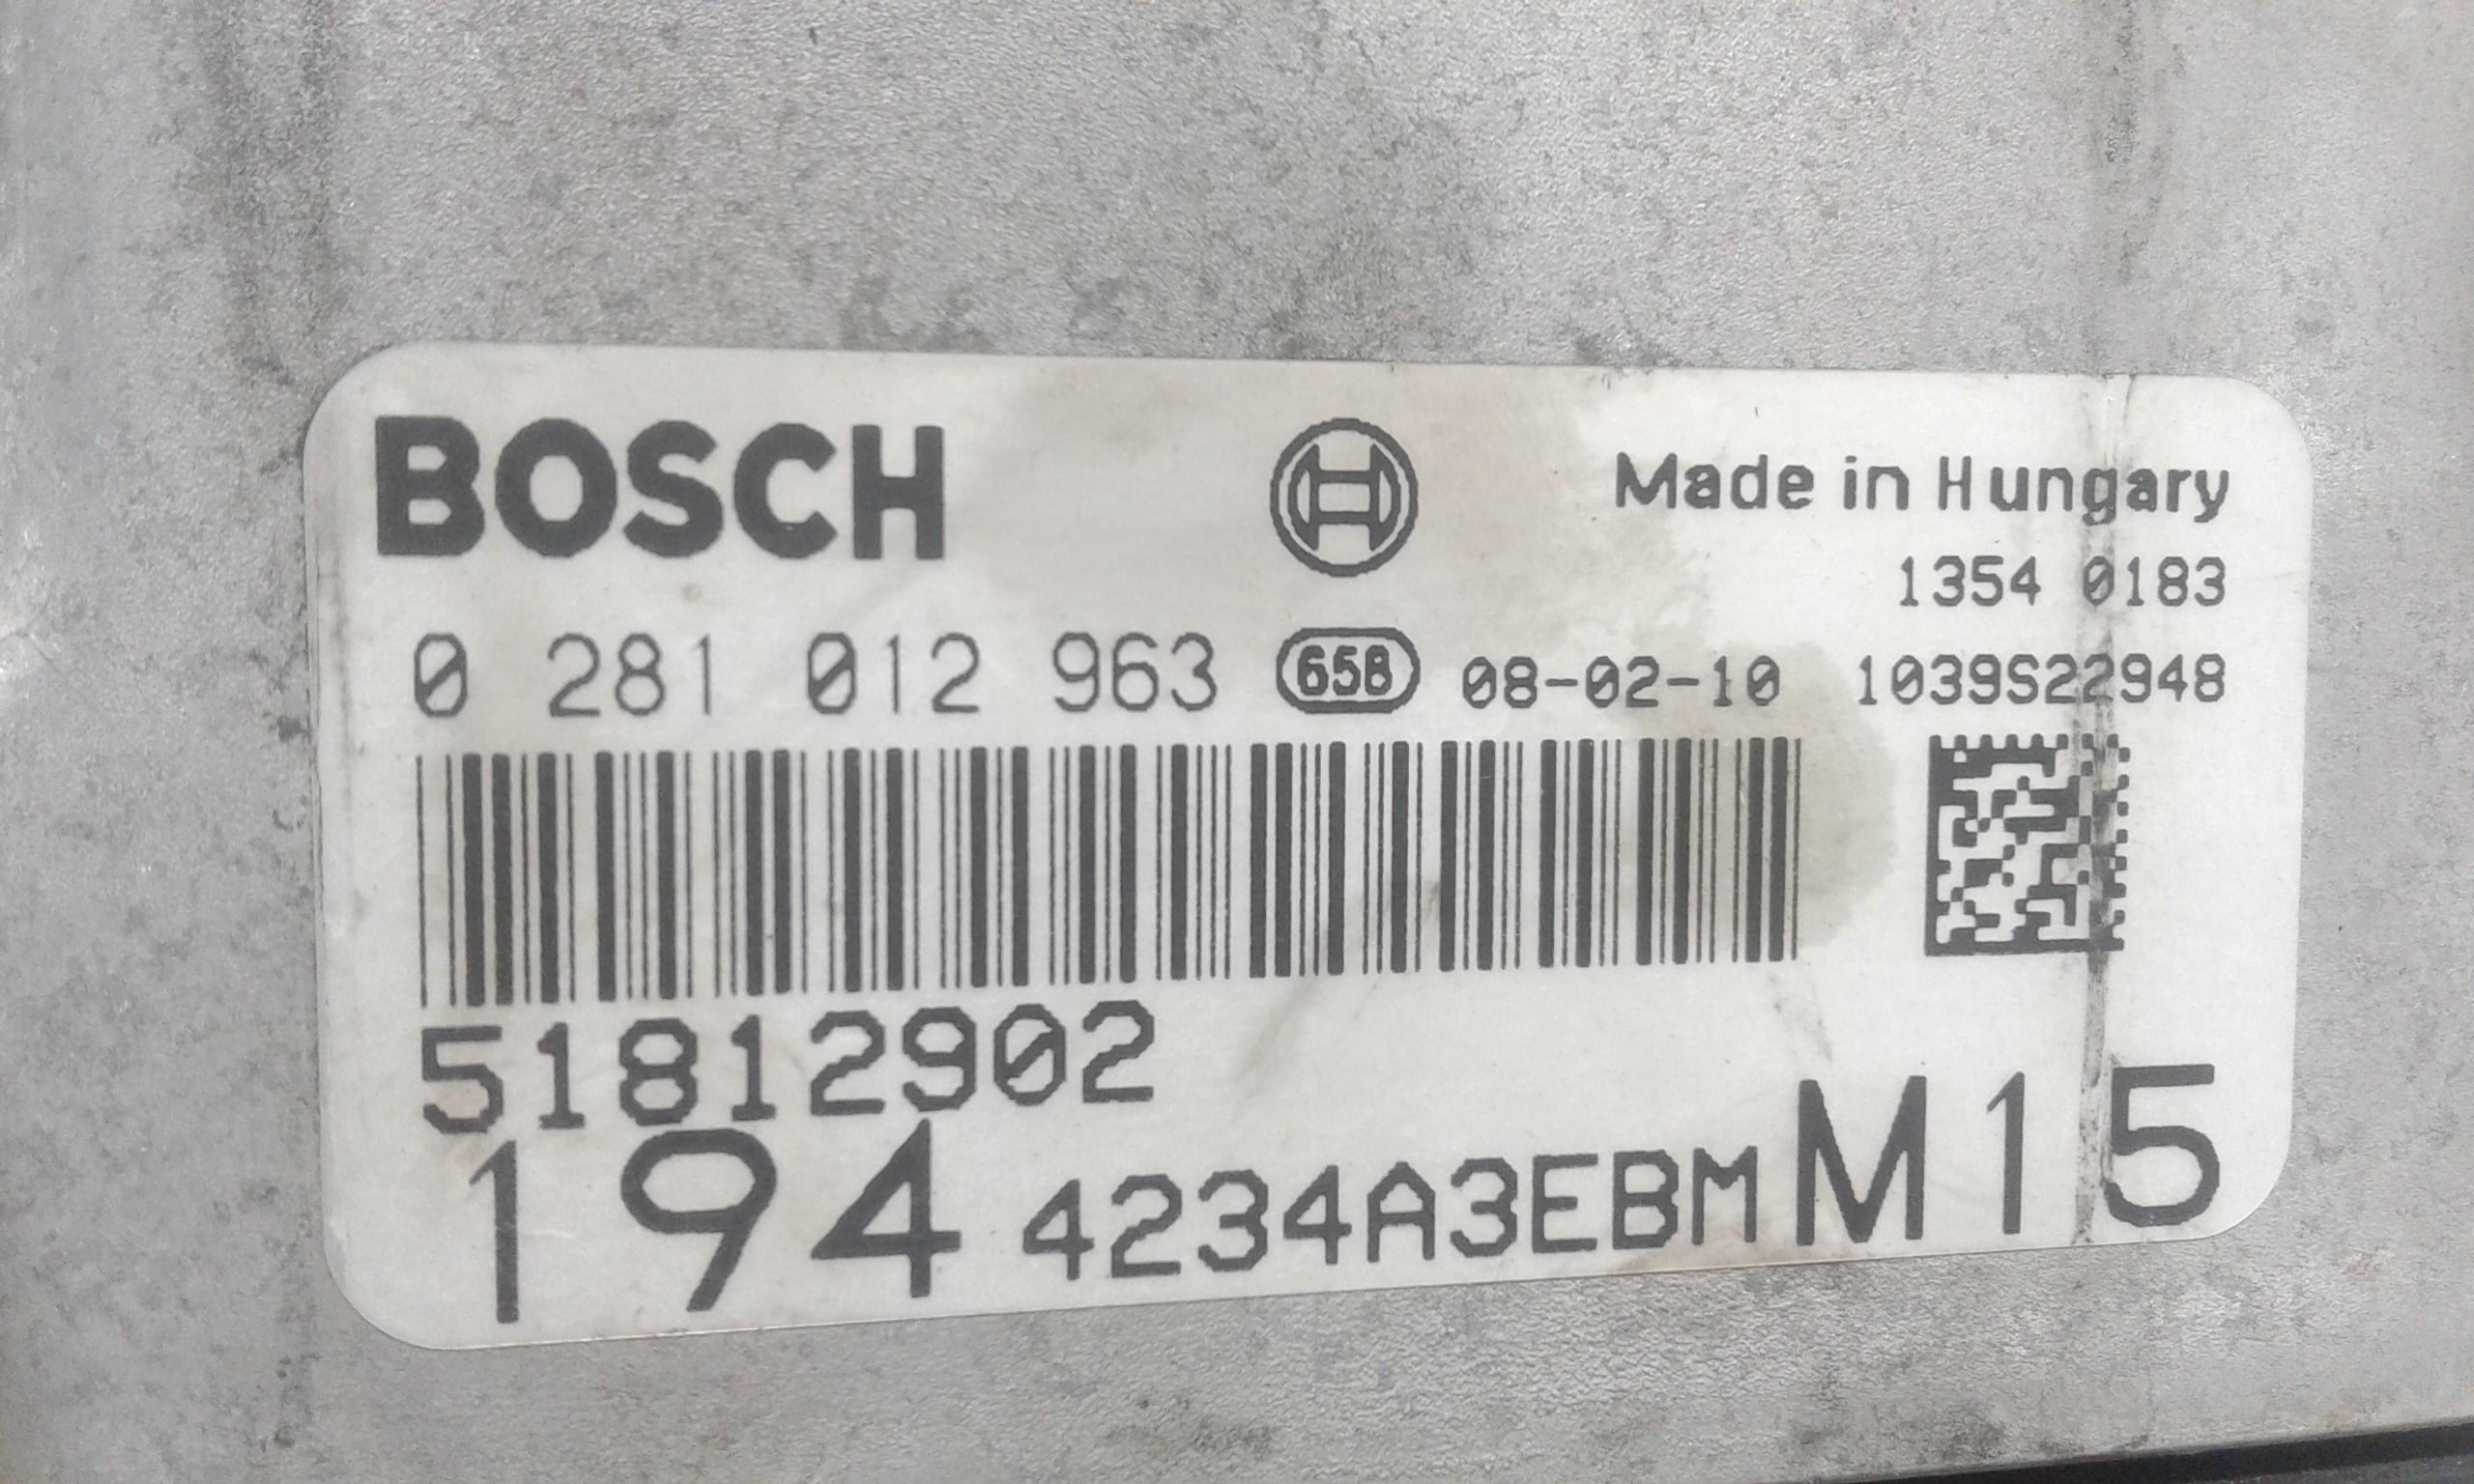 BOSCH Made in Hungary
1354 0183
0 281 012 963 658 08-02-10 1039S22948
51812902
194 4234A3EBM M15